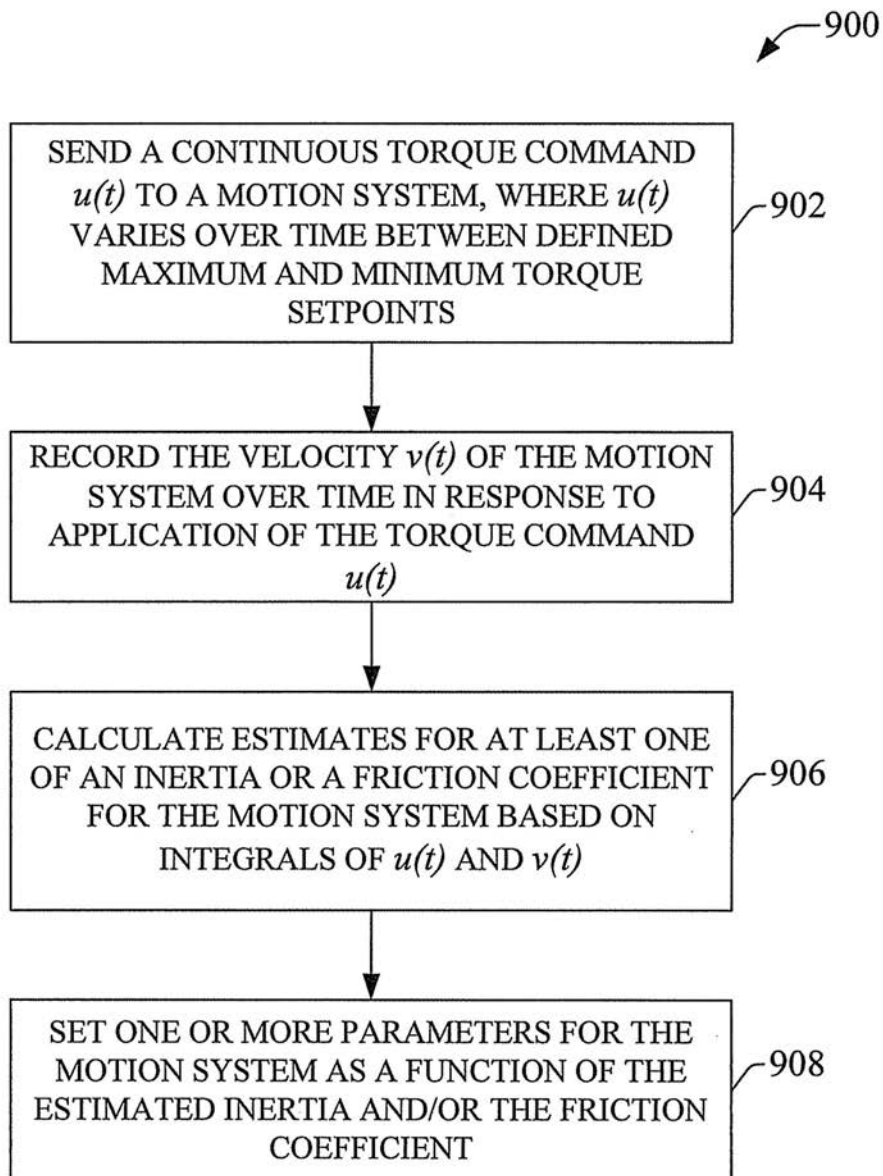 900
SEND A CONTINUOUS TORQUE COMMAND
u(t) TO A MOTION SYSTEM, WHERE u(t)
VARIES OVER TIME BETWEEN DEFINED
MAXIMUM AND MINIMUM TORQUE
SETPOINTS
902
RECORD THE VELOCITY v(t) OF THE MOTION
SYSTEM OVER TIME IN RESPONSE TO
APPLICATION OF THE TORQUE COMMAND
u(t)
904
CALCULATE ESTIMATES FOR AT LEAST ONE
OF AN INERTIA OR A FRICTION COEFFICIENT
FOR THE MOTION SYSTEM BASED ON
INTEGRALS OF u(t) AND v(t)
906
SET ONE OR MORE PARAMETERS FOR THE
MOTION SYSTEM AS A FUNCTION OF THE
ESTIMATED INERTIA AND/OR THE FRICTION
COEFFICIENT
908